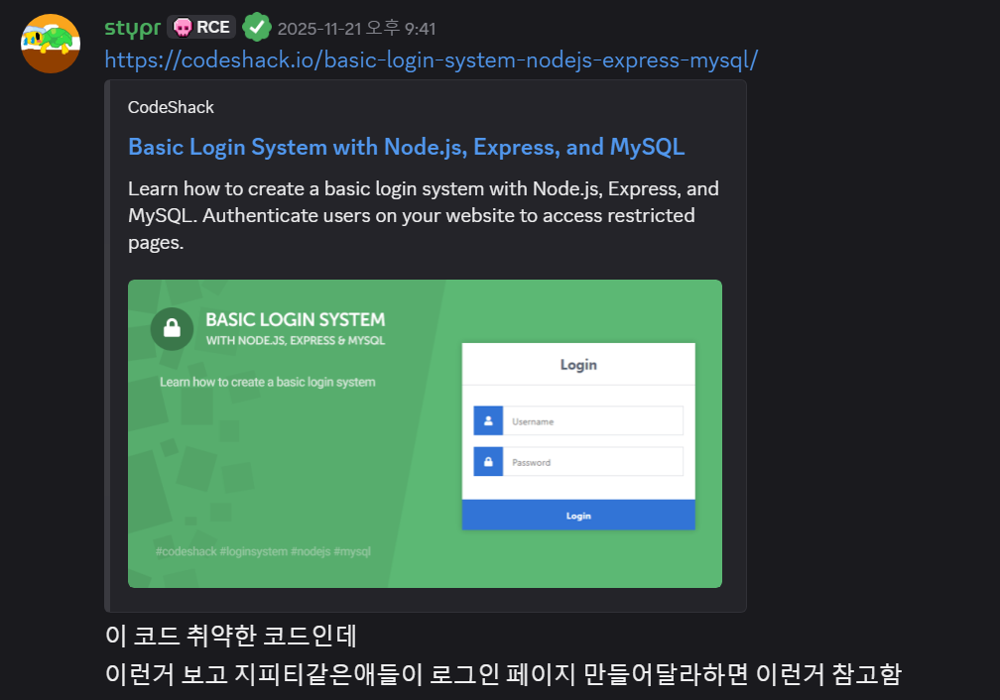 stypr RCE 2025-11-21 오후 9:41
https://codeshack.io/basic-login-system-nodejs-express-mysql/
CodeShack
Basic Login System with Node.js, Express, and MySQL
Learn how to create a basic login system with Node.js, Express, and
MySQL. Authenticate users on your website to access restricted
pages.
BASIC LOGIN SYSTEM
WITH NODE.JS, EXPRESS & MYSQL
Learn how to create a basic login system
Login
Username
Password
Login
#codeshack #loginsystem #nodejs #mysql
이 코드 취약한 코드인데
이런거 보고 지피티같은애들이 로그인 페이지 만들어달라하면 이런거 참고함